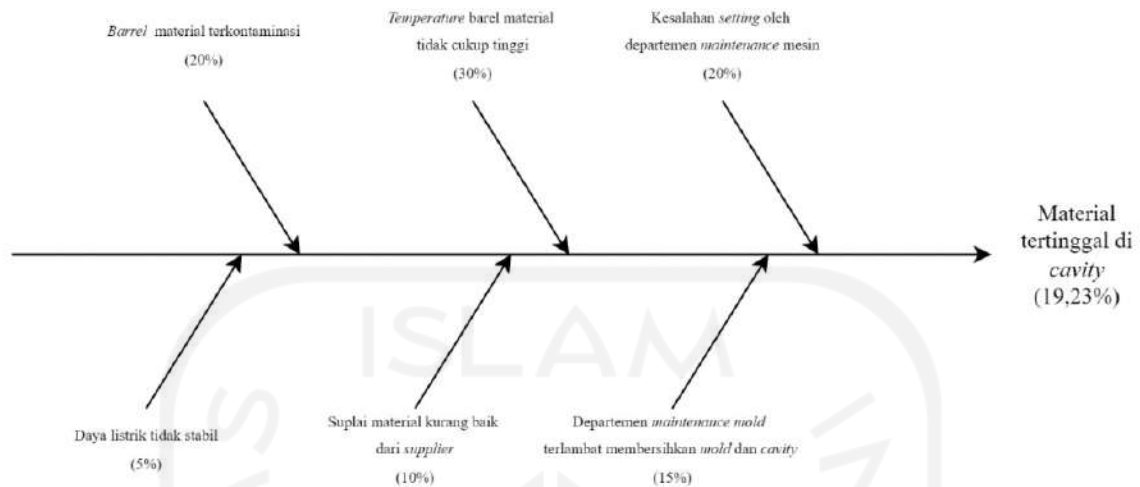 Barrel material terkontaminasi
(20%)
Temperature barel material
tidak cukup tinggi
(30%)
Kesalahan setting oleh
departemen maintenance mesin
(20%)
Material
tertinggal di
cavity
(19,23%)
Daya listrik tidak stabil
(5%)
Suplai material kurang baik
dari supplier
(10%)
Departemen maintenance mold
terlambat membersihkan mold dan cavity
(15%)
ISLAM